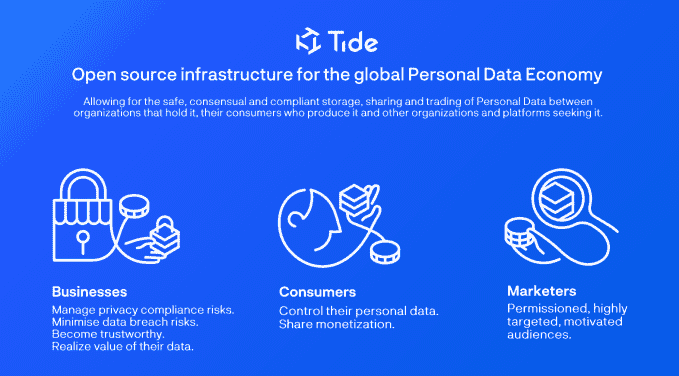 Tide
Open source infrastructure for the global Personal Data Economy
Allowing for the safe, consensual and compliant storage, sharing and trading of Personal Data between
organizations that hold it, their consumers who produce it and other organizations and platforms seeking it.
Businesses
Manage privacy compliance risks.
Minimise data breach risks.
Become trustworthy.
Realize value of their data.
Consumers
Control their personal data.
Share monetization.
Marketers
Permissioned, highly
targeted, motivated
audiences.